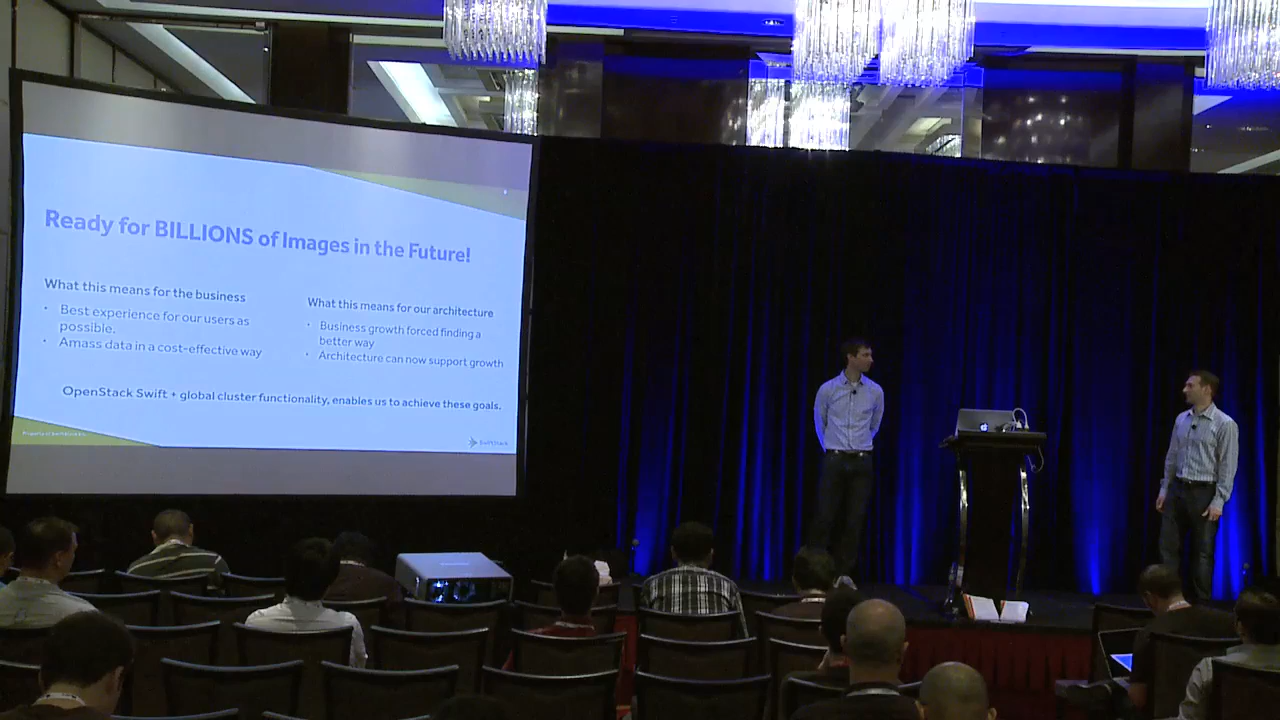 Ready for BILLIONS of Images in the Future!
What this means for the business
• Best experience for our users as
possible.
• Amass data in a cost-effective way
What this means for our architecture
• Business growth forced finding a
better way
• Architecture can now support growth
OpenStack Swift + global cluster functionality, enables us to achieve these goals.
SwiftStack